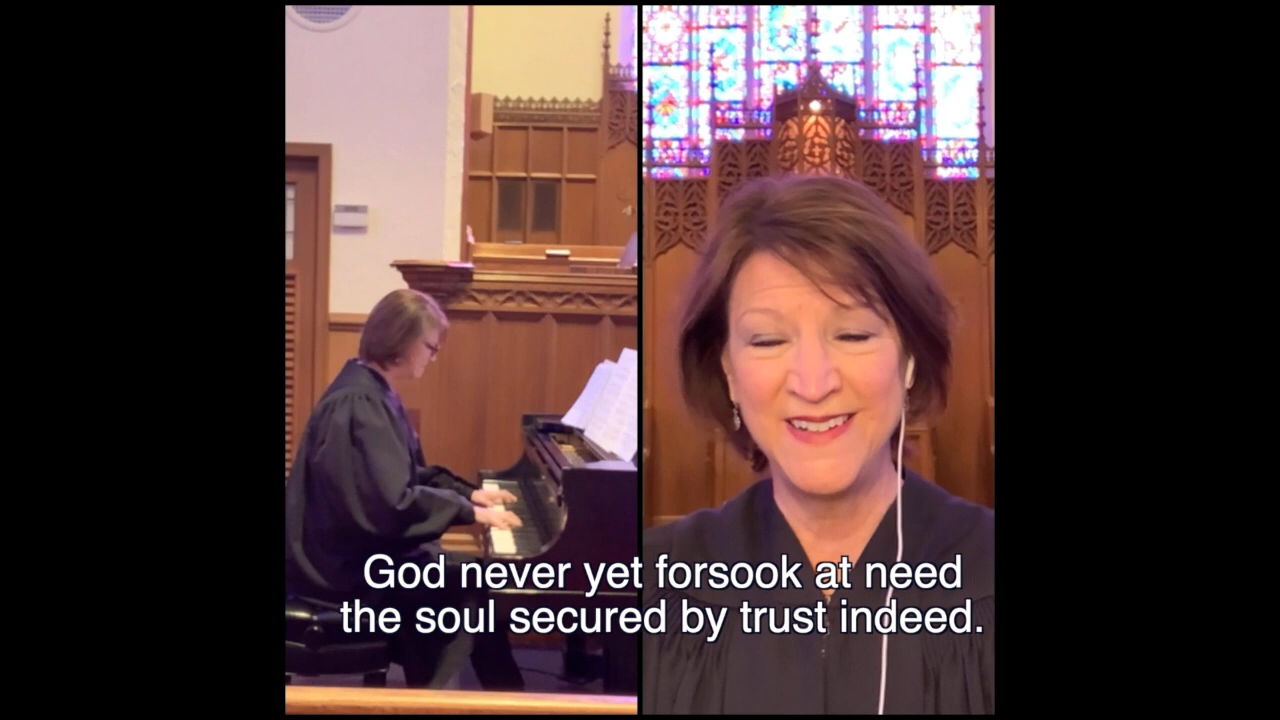 God never yet forsook at need
the soul secured by trust indeed.